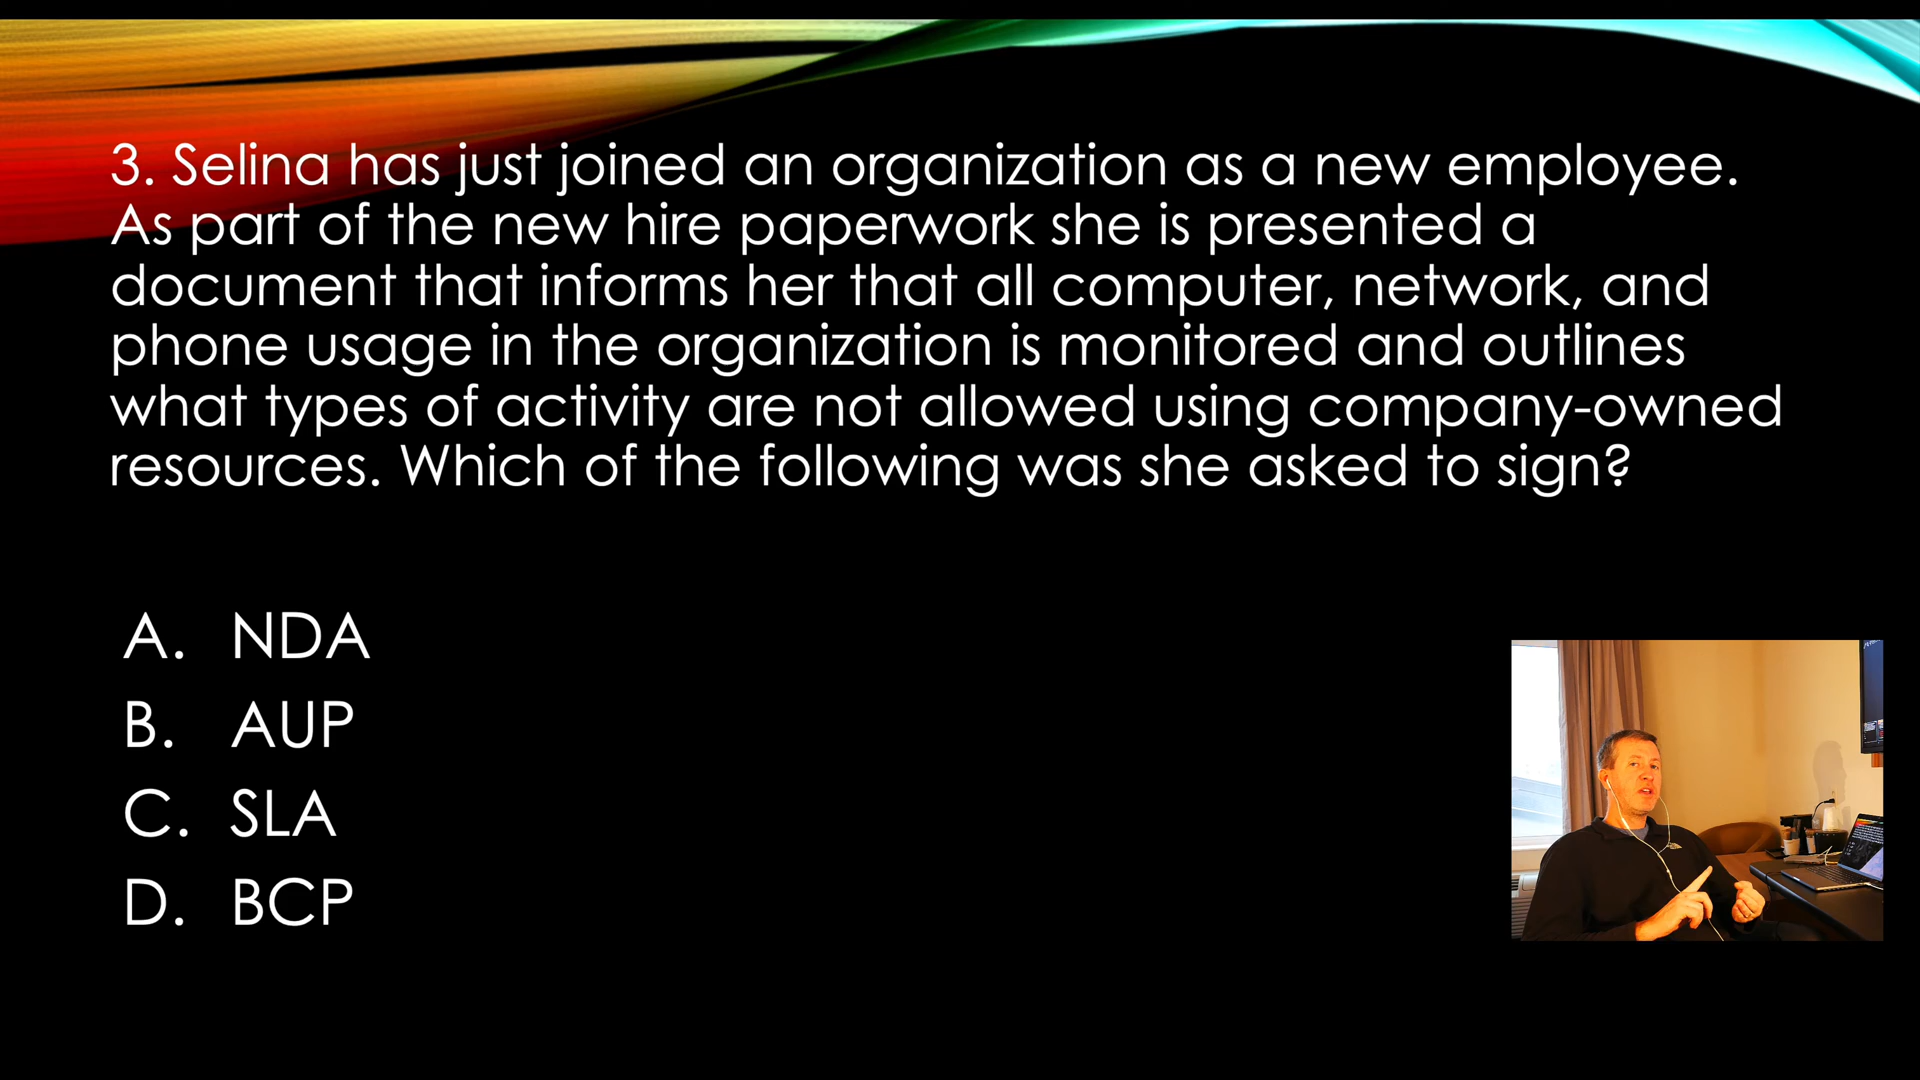 3. Selina has just joined an organization as a new employee.
As part of the new hire paperwork she is presented a
document that informs her that all computer, network, and
phone usage in the organization is monitored and outlines
what types of activity are not allowed using company-owned
resources. Which of the following was she asked to sign?
A. NDA
B. AUP
C. SLA
D. BCP